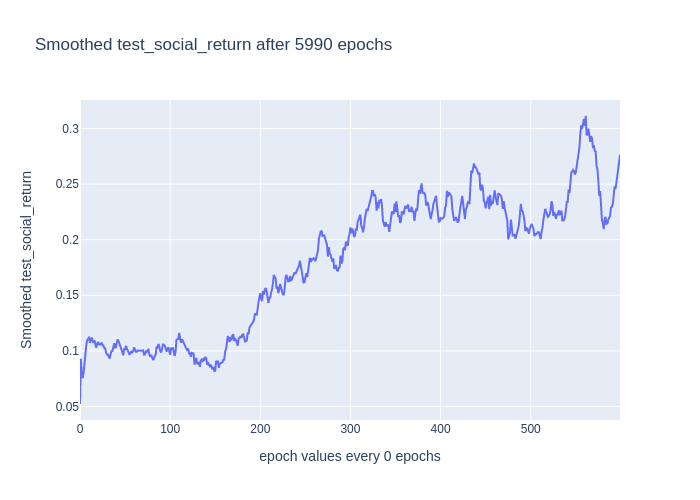 Smoothed test_social_return after 5990 epochs
Smoothed test_social_return
0.3
0.25
0.2
0.15
0.1
0.05
0 100 200 300 400 500
epoch values every 0 epochs